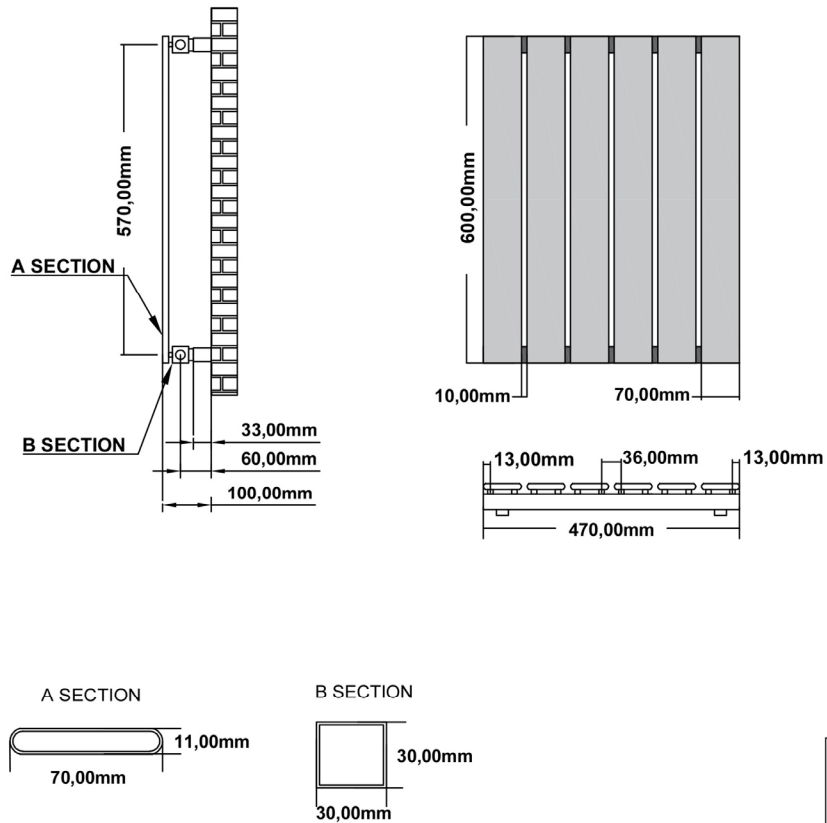 570,00mm
A SECTION
B SECTION
33,00mm
60,00mm
100,00mm
600,00mm
10,00mm
70,00mm
13,00mm
36,00mm
13,00mm
470,00mm
A SECTION
11,00mm
70,00mm
B SECTION
30,00mm
30,00mm